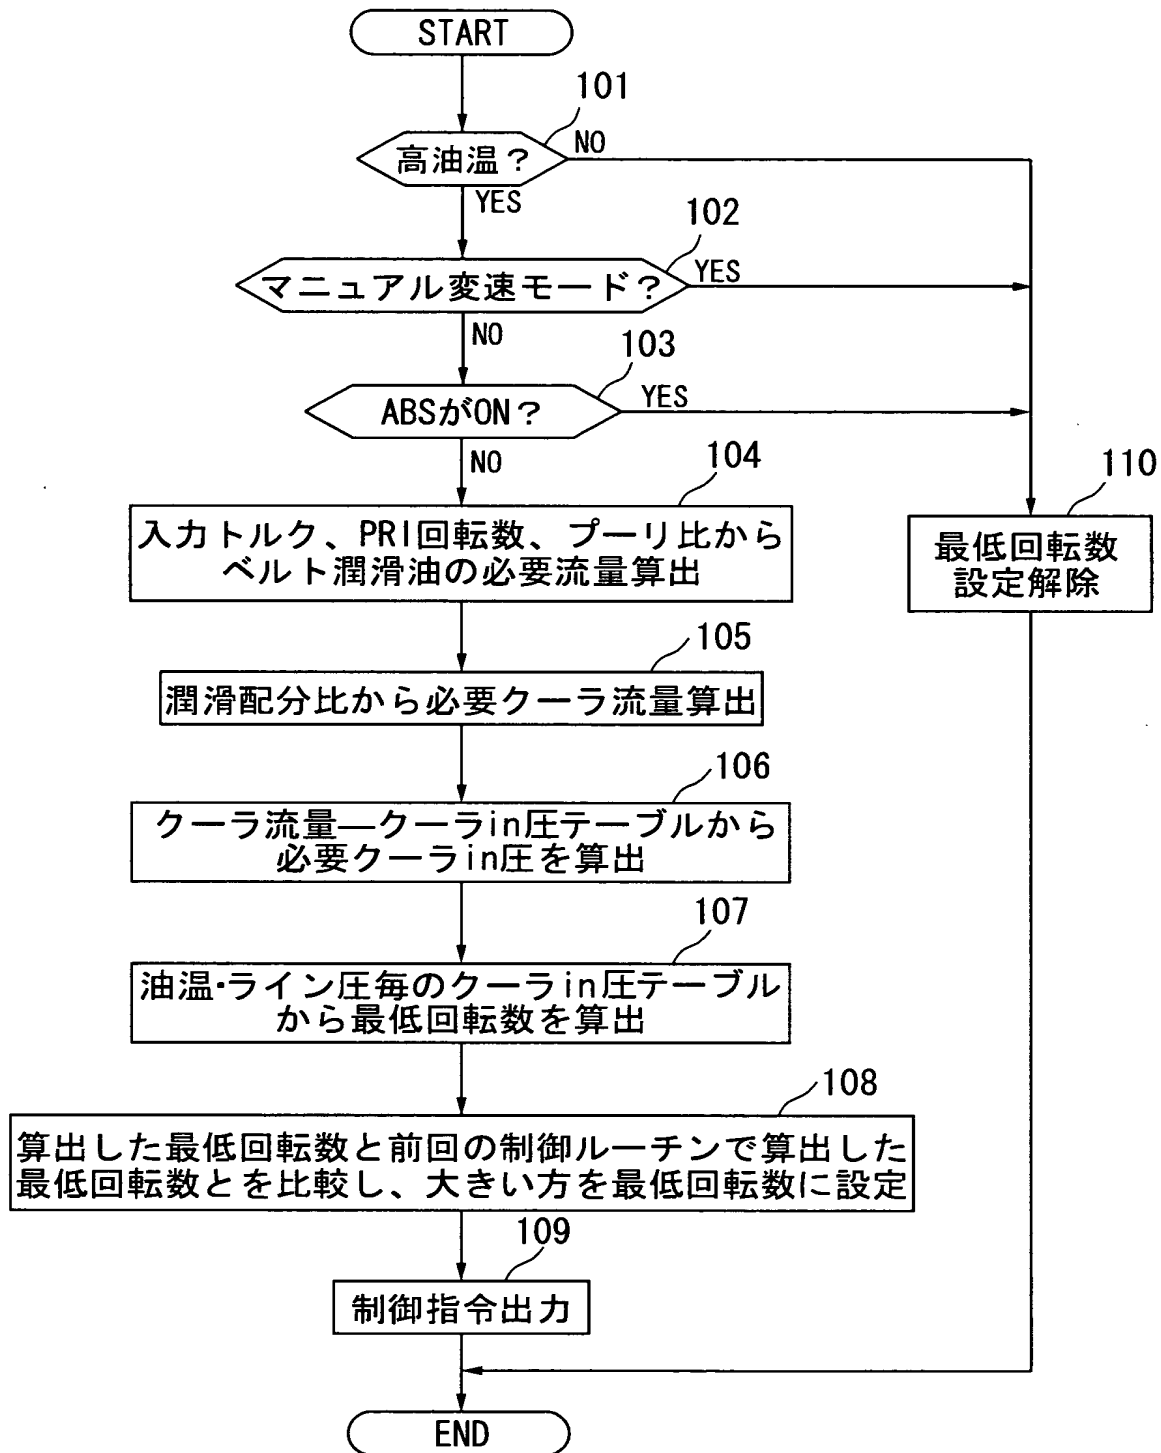 START
101
高油温?
NO
YES
102
マニュアル変速モード?
YES
NO
103
ABSがON?
YES
NO
104
入力トルク、PRI回転数、プーリ比から
ベルト潤滑油の必要流量算出
110
最低回転数
設定解除
105
潤滑配分比から必要クーラ流量算出
106
クーラ流量―クーラin圧テーブルから
必要クーラin圧を算出
107
油温・ライン圧毎のクーラin圧テーブル
から最低回転数を算出
108
算出した最低回転数と前回の制御ルーチンで算出した
最低回転数とを比較し、大きい方を最低回転数に設定
109
制御指令出力
END